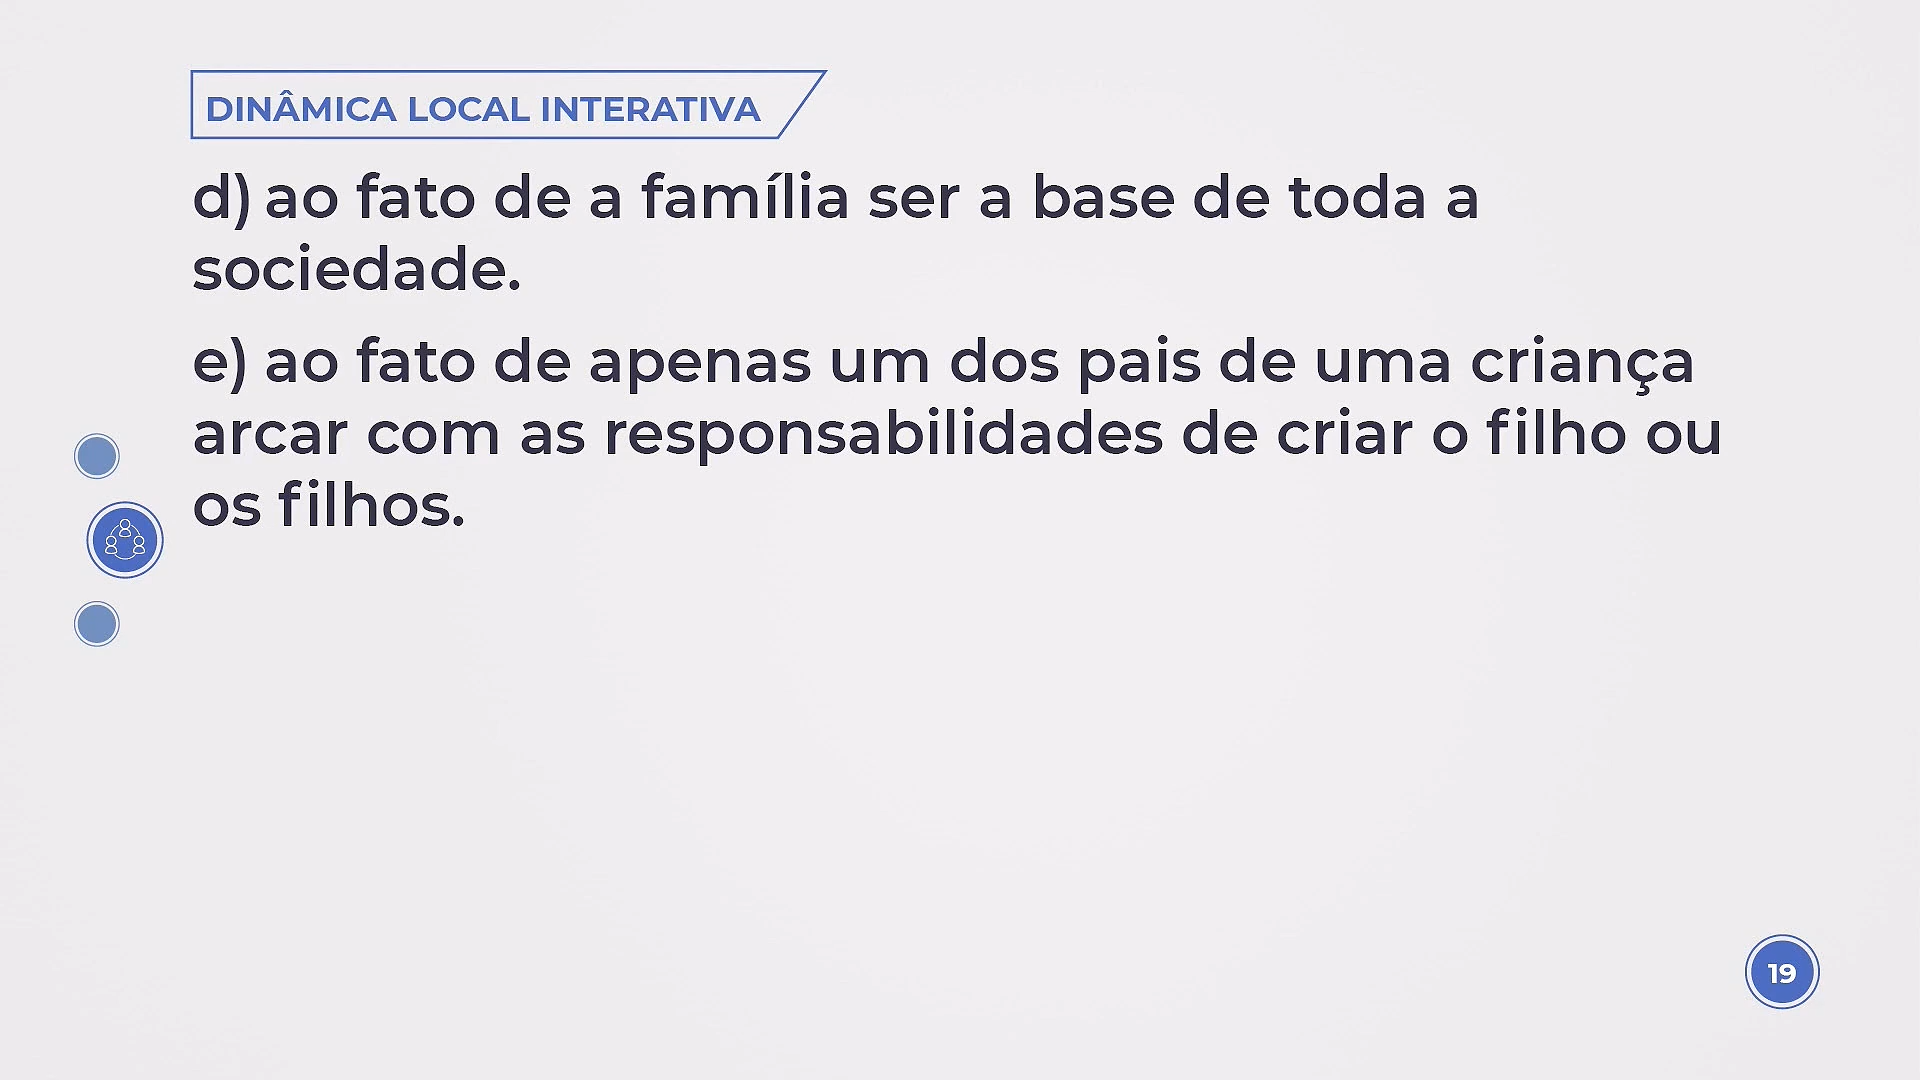 DINÂMICA LOCAL INTERATIVA
d) ao fato de a família ser a base de toda a
sociedade.
e) ao fato de apenas um dos pais de uma criança
arcar com as responsabilidades de criar o filho ou
os filhos.
19